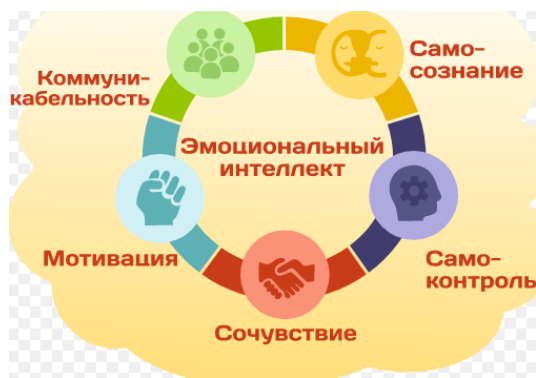 Само-
сознание
Коммуни-
кабельность
Эмоциональный
интеллект
Мотивация
Само-
контроль
Сочувствие